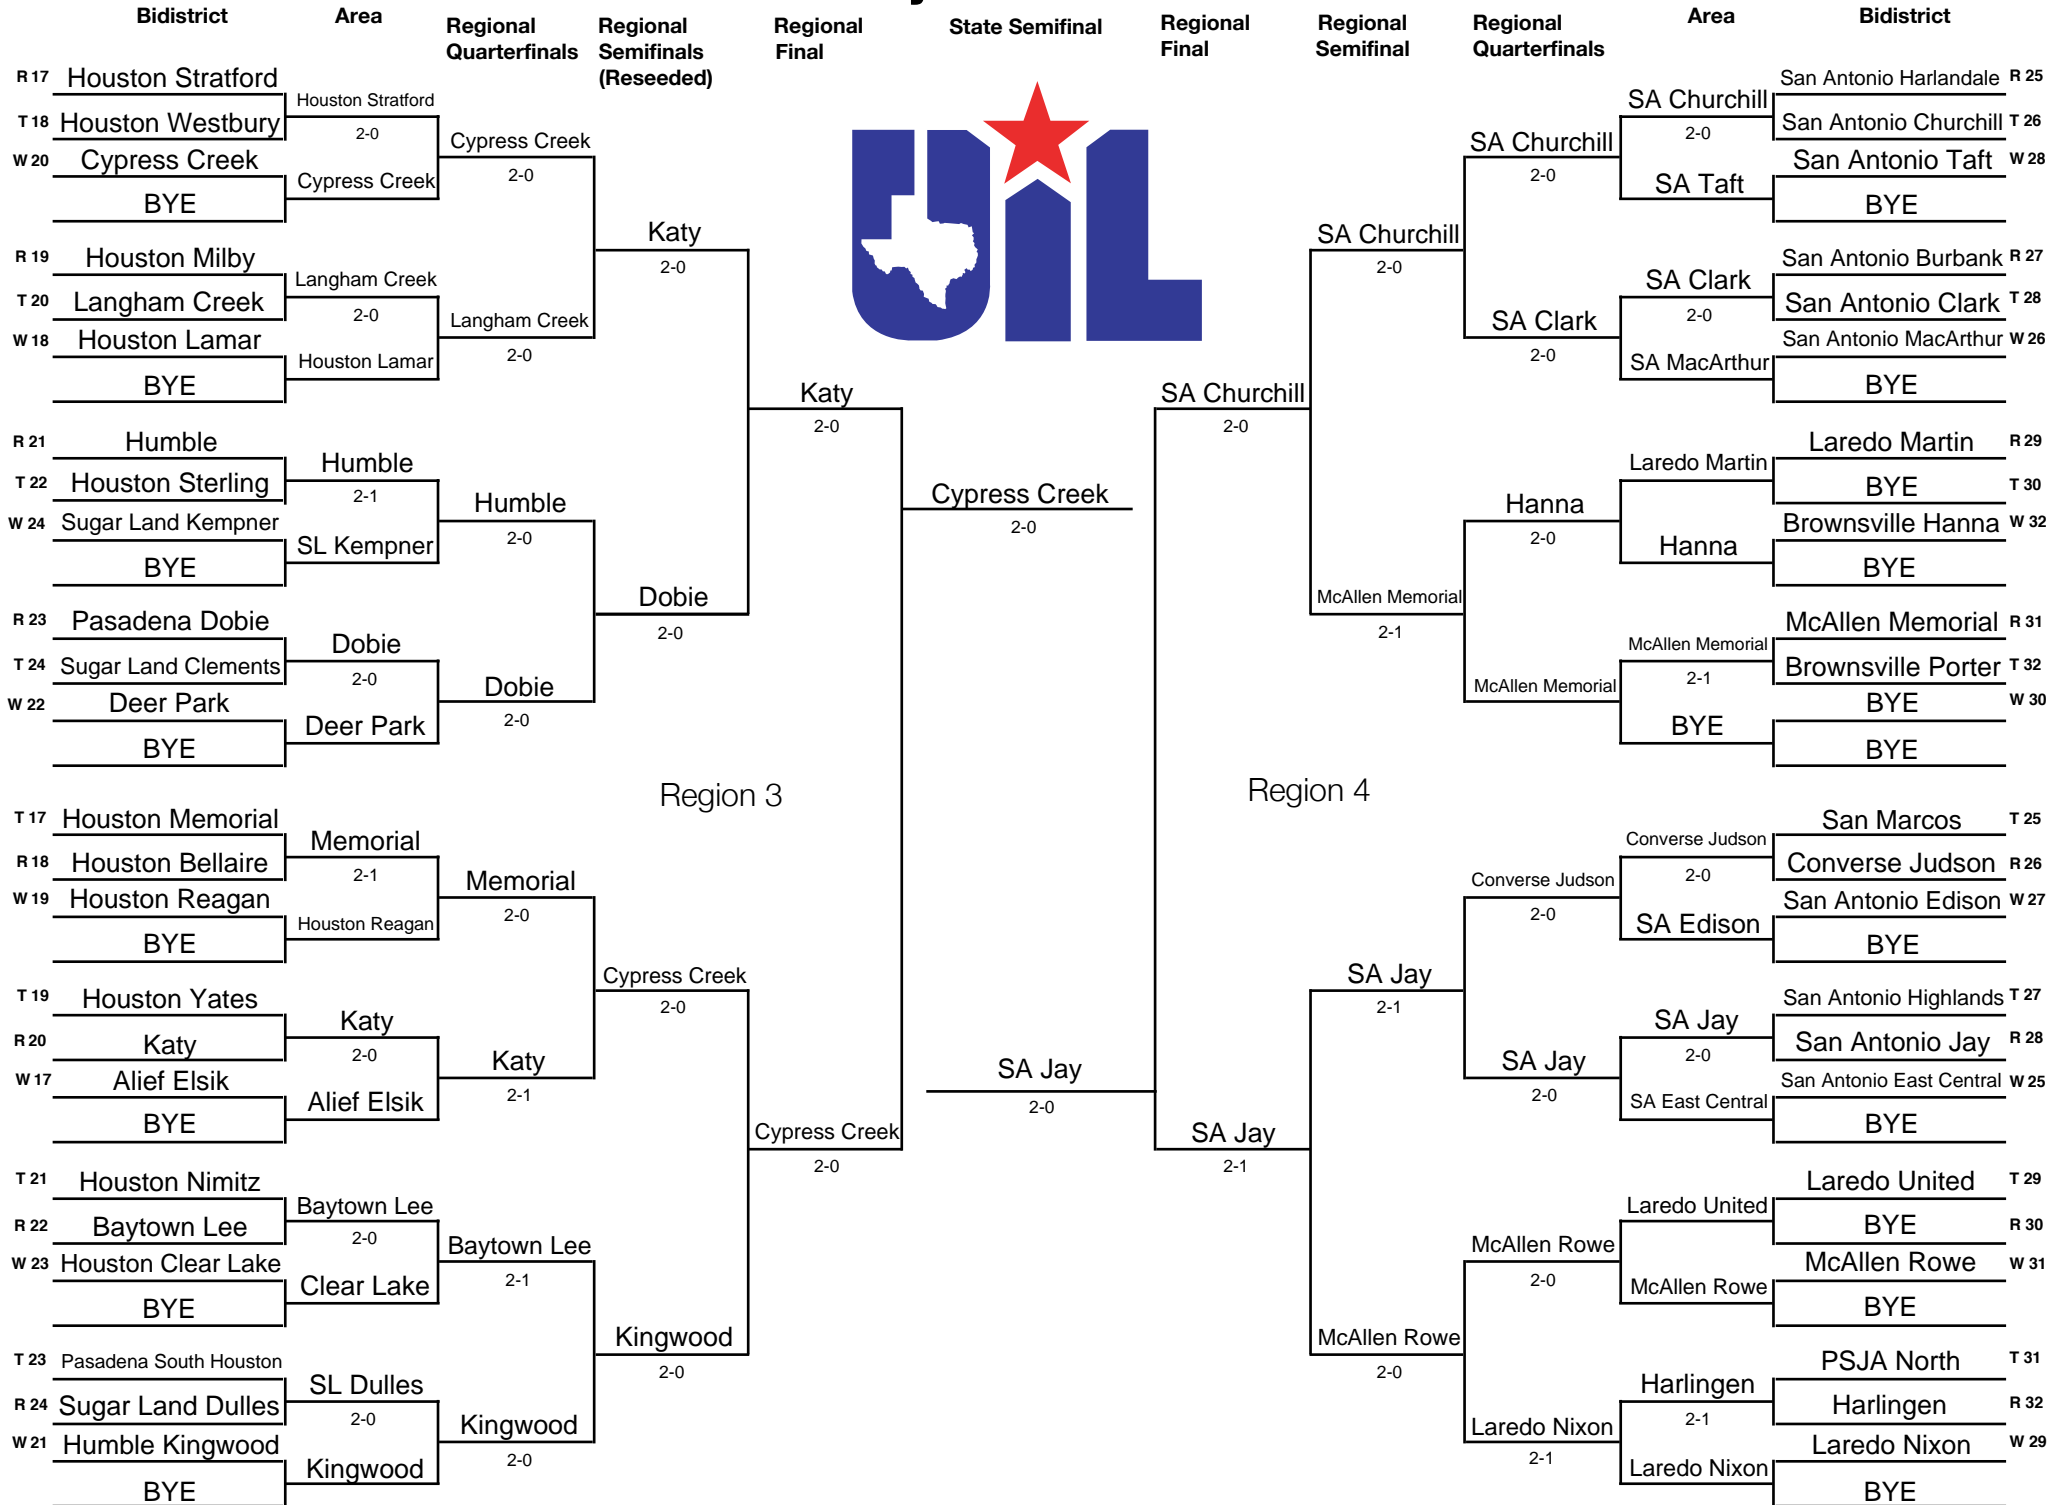 Bidistrict
Area
Regional
Quarterfinals
Regional
Semifinals
(Reseeded)
Regional
Final
State Semifinal
Regional
Final
Regional
Semifinal
Regional
Quarterfinals
Area
Bidistrict
R 17 Houston Stratford
T 18 Houston Westbury
W 20 Cypress Creek
BYE
R 19 Houston Milby
T 20 Langham Creek
W 18 Houston Lamar
BYE
R 21 Humble
T 22 Houston Sterling
W 24 Sugar Land Kempner
BYE
R 23 Pasadena Dobie
T 24 Sugar Land Clements
W 22 Deer Park
BYE
T 17 Houston Memorial
R 18 Houston Bellaire
W 19 Houston Reagan
BYE
T 19 Houston Yates
R 20 Katy
W 17 Alief Elsik
BYE
T 21 Houston Nimitz
R 22 Baytown Lee
W 23 Houston Clear Lake
BYE
T 23 Pasadena South Houston
R 24 Sugar Land Dulles
W 21 Humble Kingwood
BYE
Houston Stratford
2-0
Cypress Creek
Langham Creek
2-0
Houston Lamar
Humble
2-1
SL Kempner
Dobie
2-0
Deer Park
Memorial
2-1
Houston Reagan
Katy
2-0
Alief Elsik
Baytown Lee
2-0
Clear Lake
SL Dulles
2-0
Kingwood
Cypress Creek
2-0
Langham Creek
2-0
Humble
2-0
Dobie
2-0
Memorial
2-0
Katy
2-1
Baytown Lee
2-1
Kingwood
2-0
Katy
2-0
Dobie
2-0
Region 3
Cypress Creek
2-0
Kingwood
2-0
Katy
2-0
Cypress Creek
2-0
UIL
Cypress Creek
2-0
SA Jay
2-0
SA Churchill
2-0
SA Jay
2-1
SA Churchill
2-0
McAllen Memorial
2-1
Region 4
SA Jay
2-1
McAllen Rowe
2-0
SA Churchill
2-0
SA Clark
2-0
Hanna
2-0
McAllen Memorial
Converse Judson
2-0
SA Jay
2-0
McAllen Rowe
2-0
Laredo Nixon
2-1
SA Churchill
2-0
SA Taft
SA Clark
2-0
SA MacArthur
Laredo Martin
Hanna
McAllen Memorial
2-1
BYE
Converse Judson
2-0
SA Edison
SA Jay
2-0
SA East Central
Laredo United
McAllen Rowe
Harlingen
2-1
Laredo Nixon
San Antonio Harlandale R 25
San Antonio Churchill T 26
San Antonio Taft W 28
BYE
San Antonio Burbank R 27
San Antonio Clark T 28
San Antonio MacArthur W 26
BYE
Laredo Martin R 29
BYE T 30
Brownsville Hanna W 32
BYE
McAllen Memorial R 31
Brownsville Porter T 32
BYE W 30
BYE
San Marcos T 25
Converse Judson R 26
San Antonio Edison W 27
BYE
San Antonio Highlands T 27
San Antonio Jay R 28
San Antonio East Central W 25
BYE
Laredo United T 29
BYE R 30
McAllen Rowe W 31
BYE
PSJA North T 31
Harlingen R 32
Laredo Nixon W 29
BYE